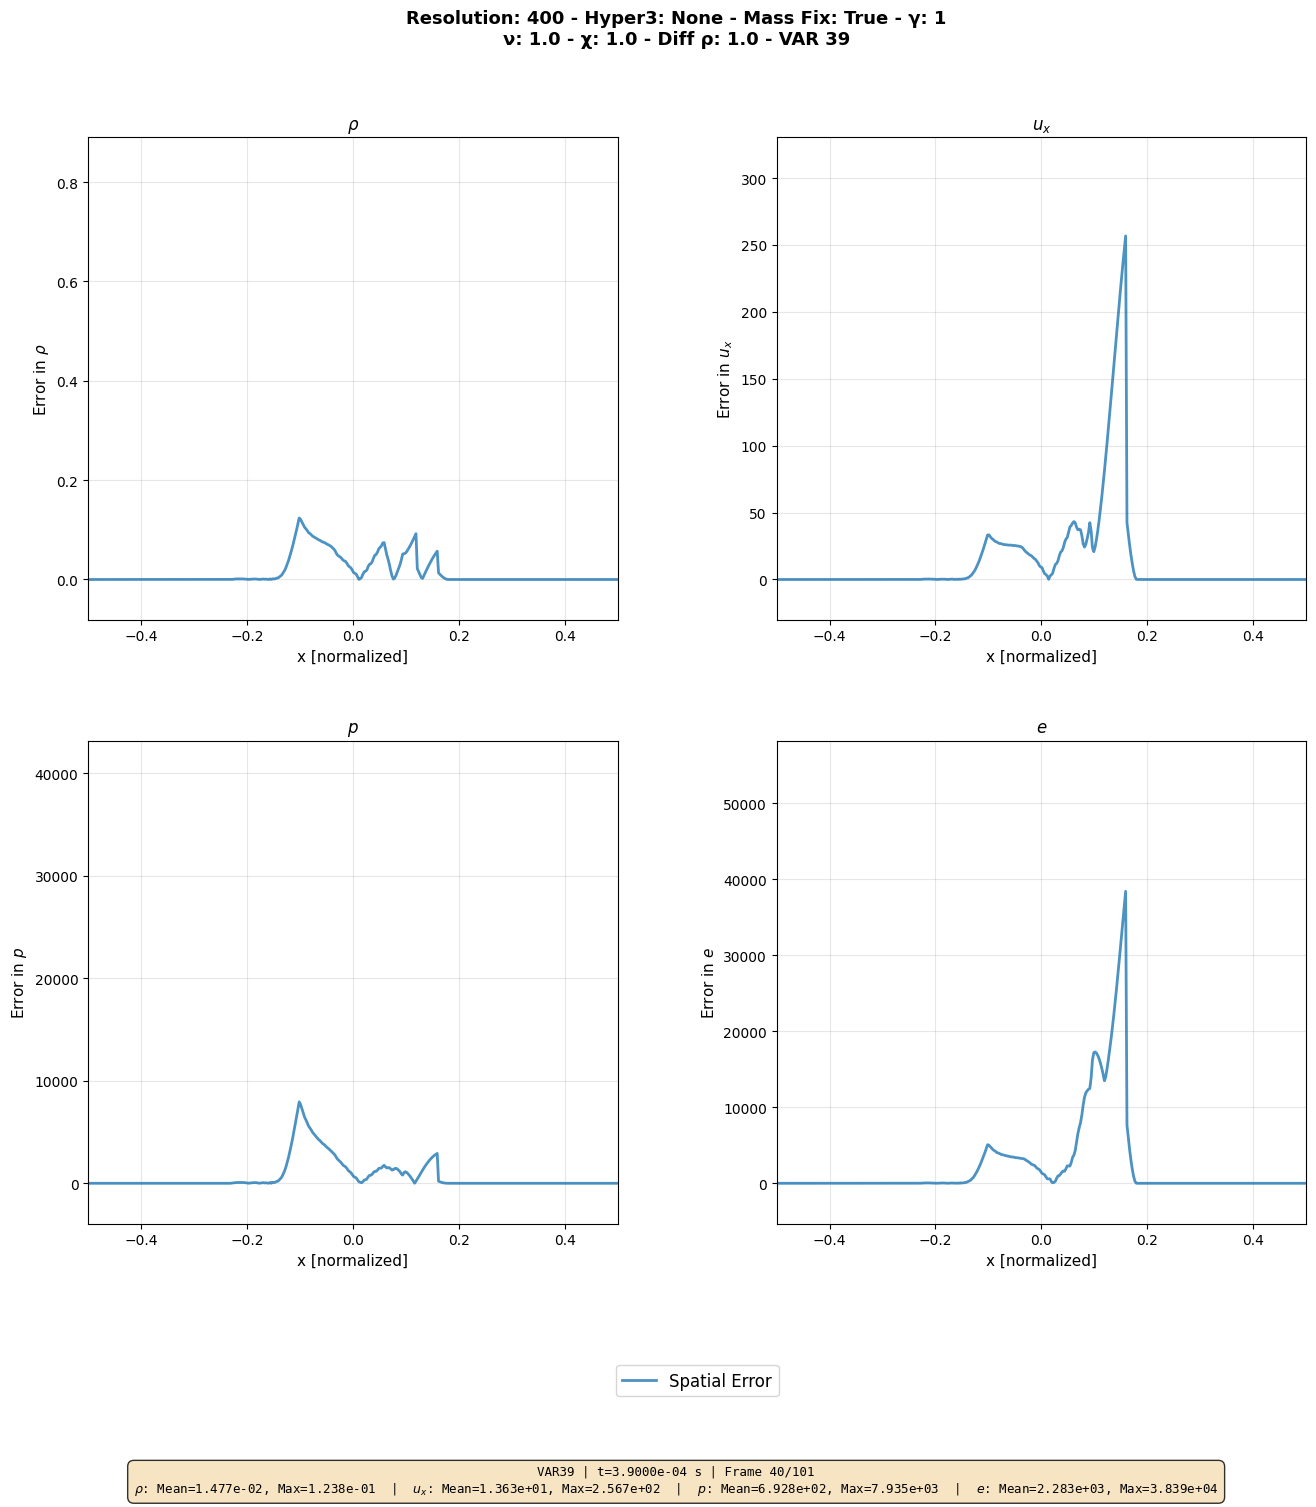 Resolution: 400 - Hyper3: None - Mass Fix: True - γ: 1
ν: 1.0 - χ: 1.0 - Diff ρ: 1.0 - VAR 39
ρ
Error in ρ
0.8
0.6
0.4
0.2
0.0
−0.4 −0.2 0.0 0.2 0.4
x [normalized]
uₓ
Error in uₓ
300
250
200
150
100
50
0
−0.4 −0.2 0.0 0.2 0.4
x [normalized]
p
Error in p
40000
30000
20000
10000
0
−0.4 −0.2 0.0 0.2 0.4
x [normalized]
e
Error in e
50000
40000
30000
20000
10000
0
−0.4 −0.2 0.0 0.2 0.4
x [normalized]
Spatial Error
VAR39 | t=3.9000e-04 s | Frame 40/101
ρ: Mean=1.477e-02, Max=1.238e-01 | uₓ: Mean=1.363e+01, Max=2.567e+02 | p: Mean=6.928e+02, Max=7.935e+03 | e: Mean=2.283e+03, Max=3.839e+04